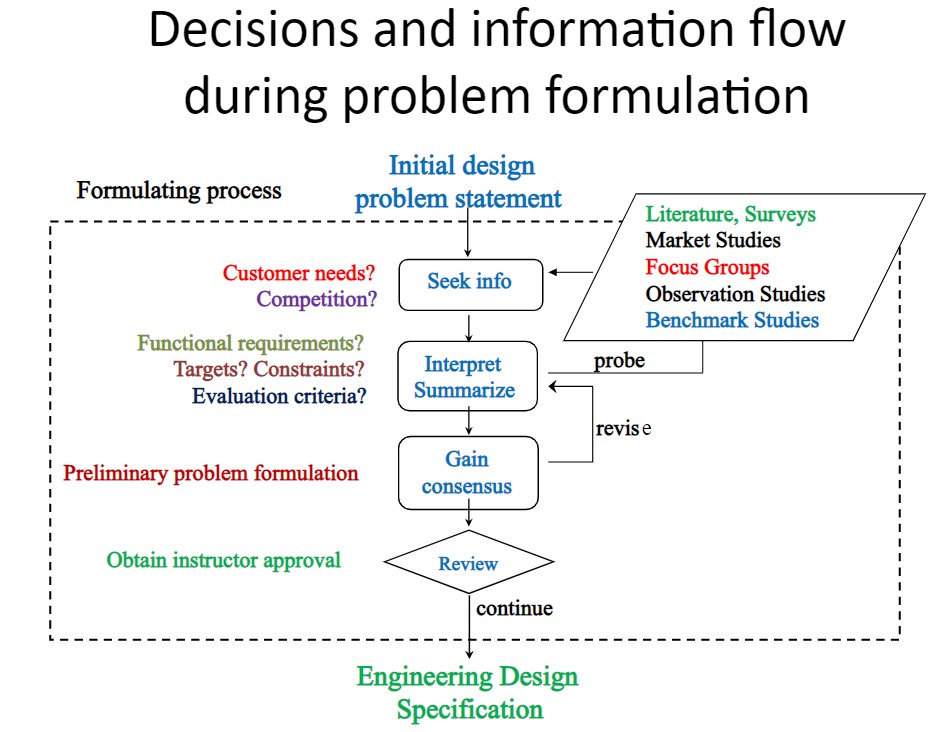 Decisions and information flow
during problem formulation
Initial design
problem statement
Formulating process
Literature, Surveys
Market Studies
Focus Groups
Observation Studies
Benchmark Studies
Customer needs?
Competition?
Seek info
Functional requirements?
Targets? Constraints?
Evaluation criteria?
Interpret
Summarize
probe
revise
Preliminary problem formulation
Gain
consensus
Obtain instructor approval
Review
continue
Engineering Design
Specification